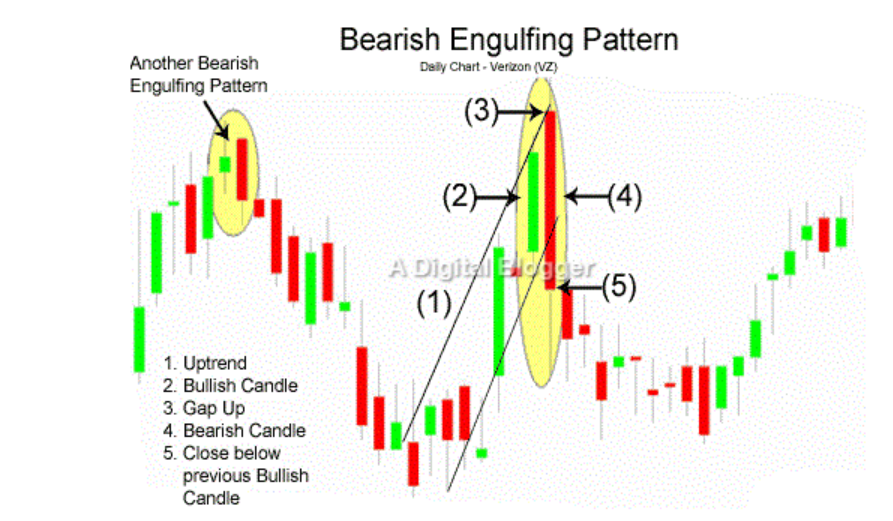 Bearish Engulfing Pattern
Daily Chart - Verizon (VZ)
Another Bearish
Engulfing Pattern
(3)
(2)
(4)
A Digital Blogger
(5)
(1)
1. Uptrend
2. Bullish Candle
3. Gap Up
4. Bearish Candle
5. Close below
previous Bullish
Candle